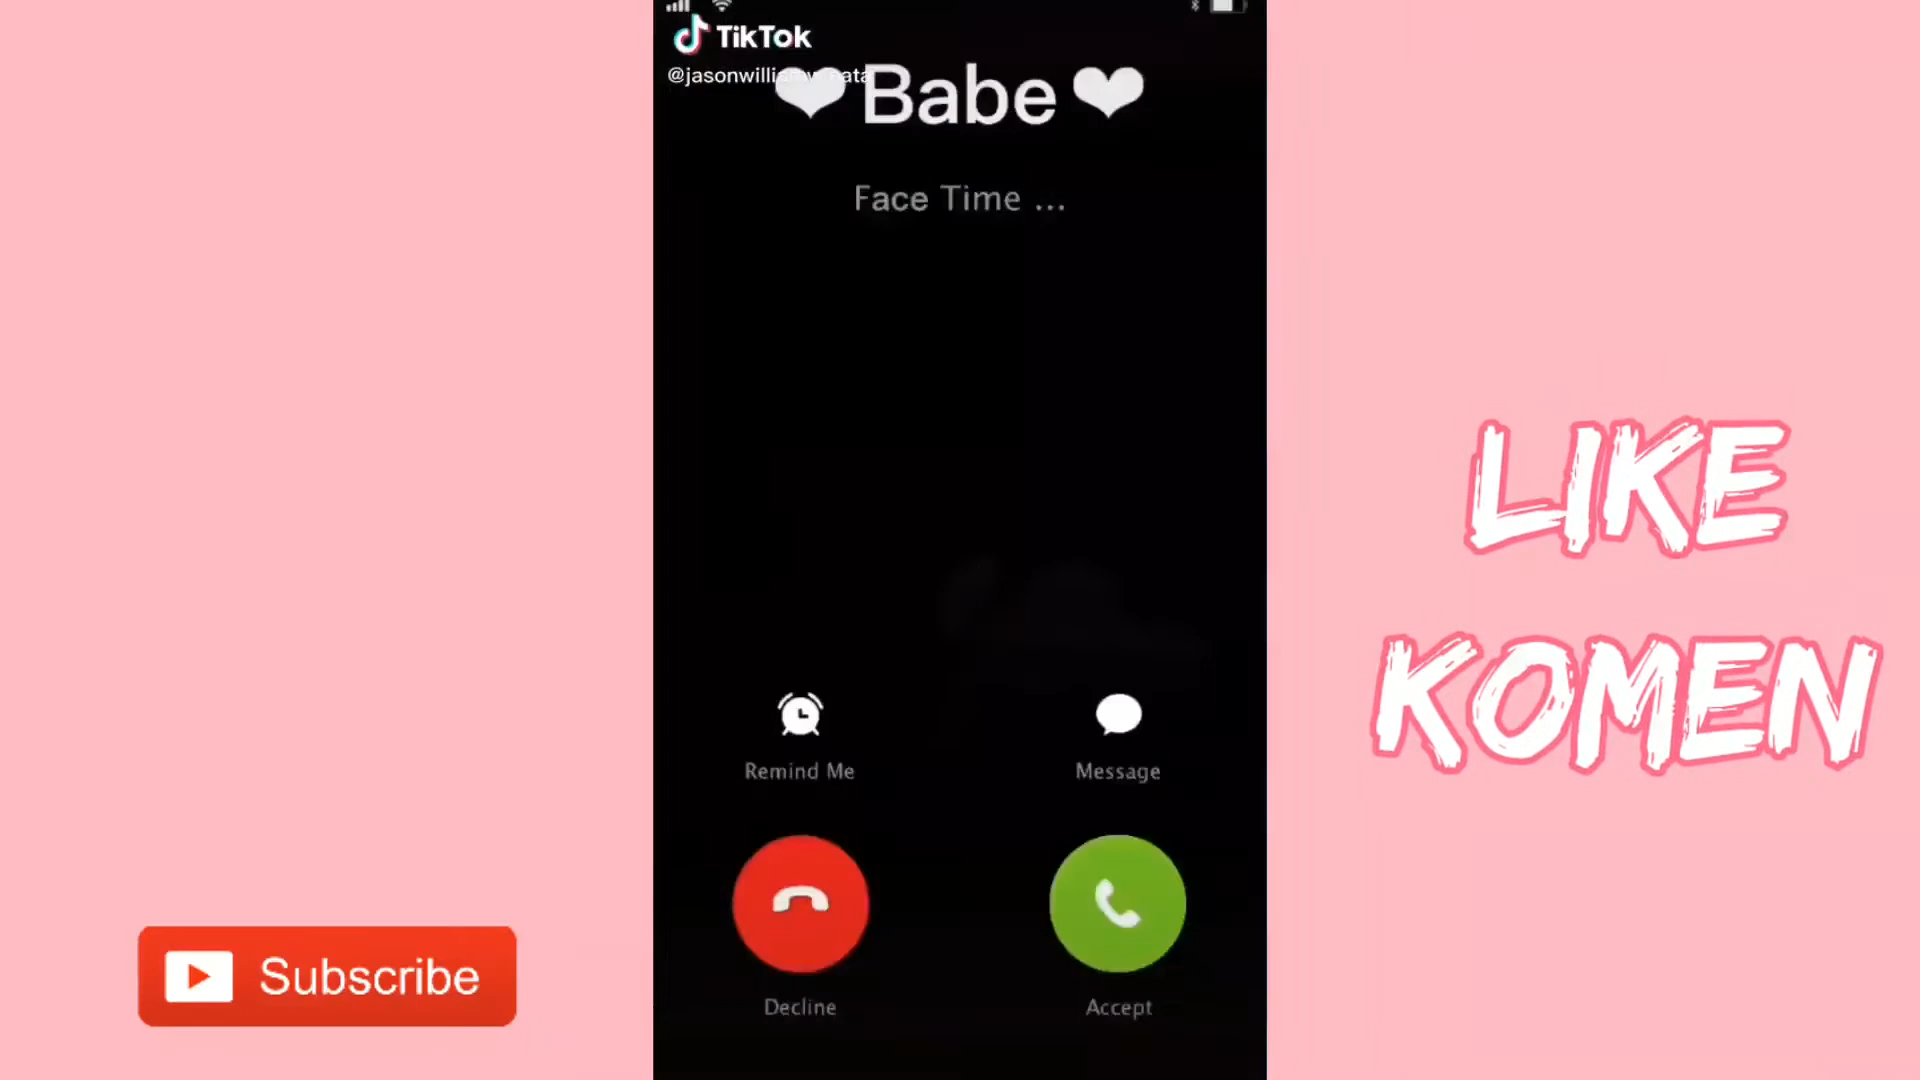 TikTok
❤Babe❤
Face Time ...
LIKE
KOMEN
Remind Me
Message
Subscribe
Decline
Accept